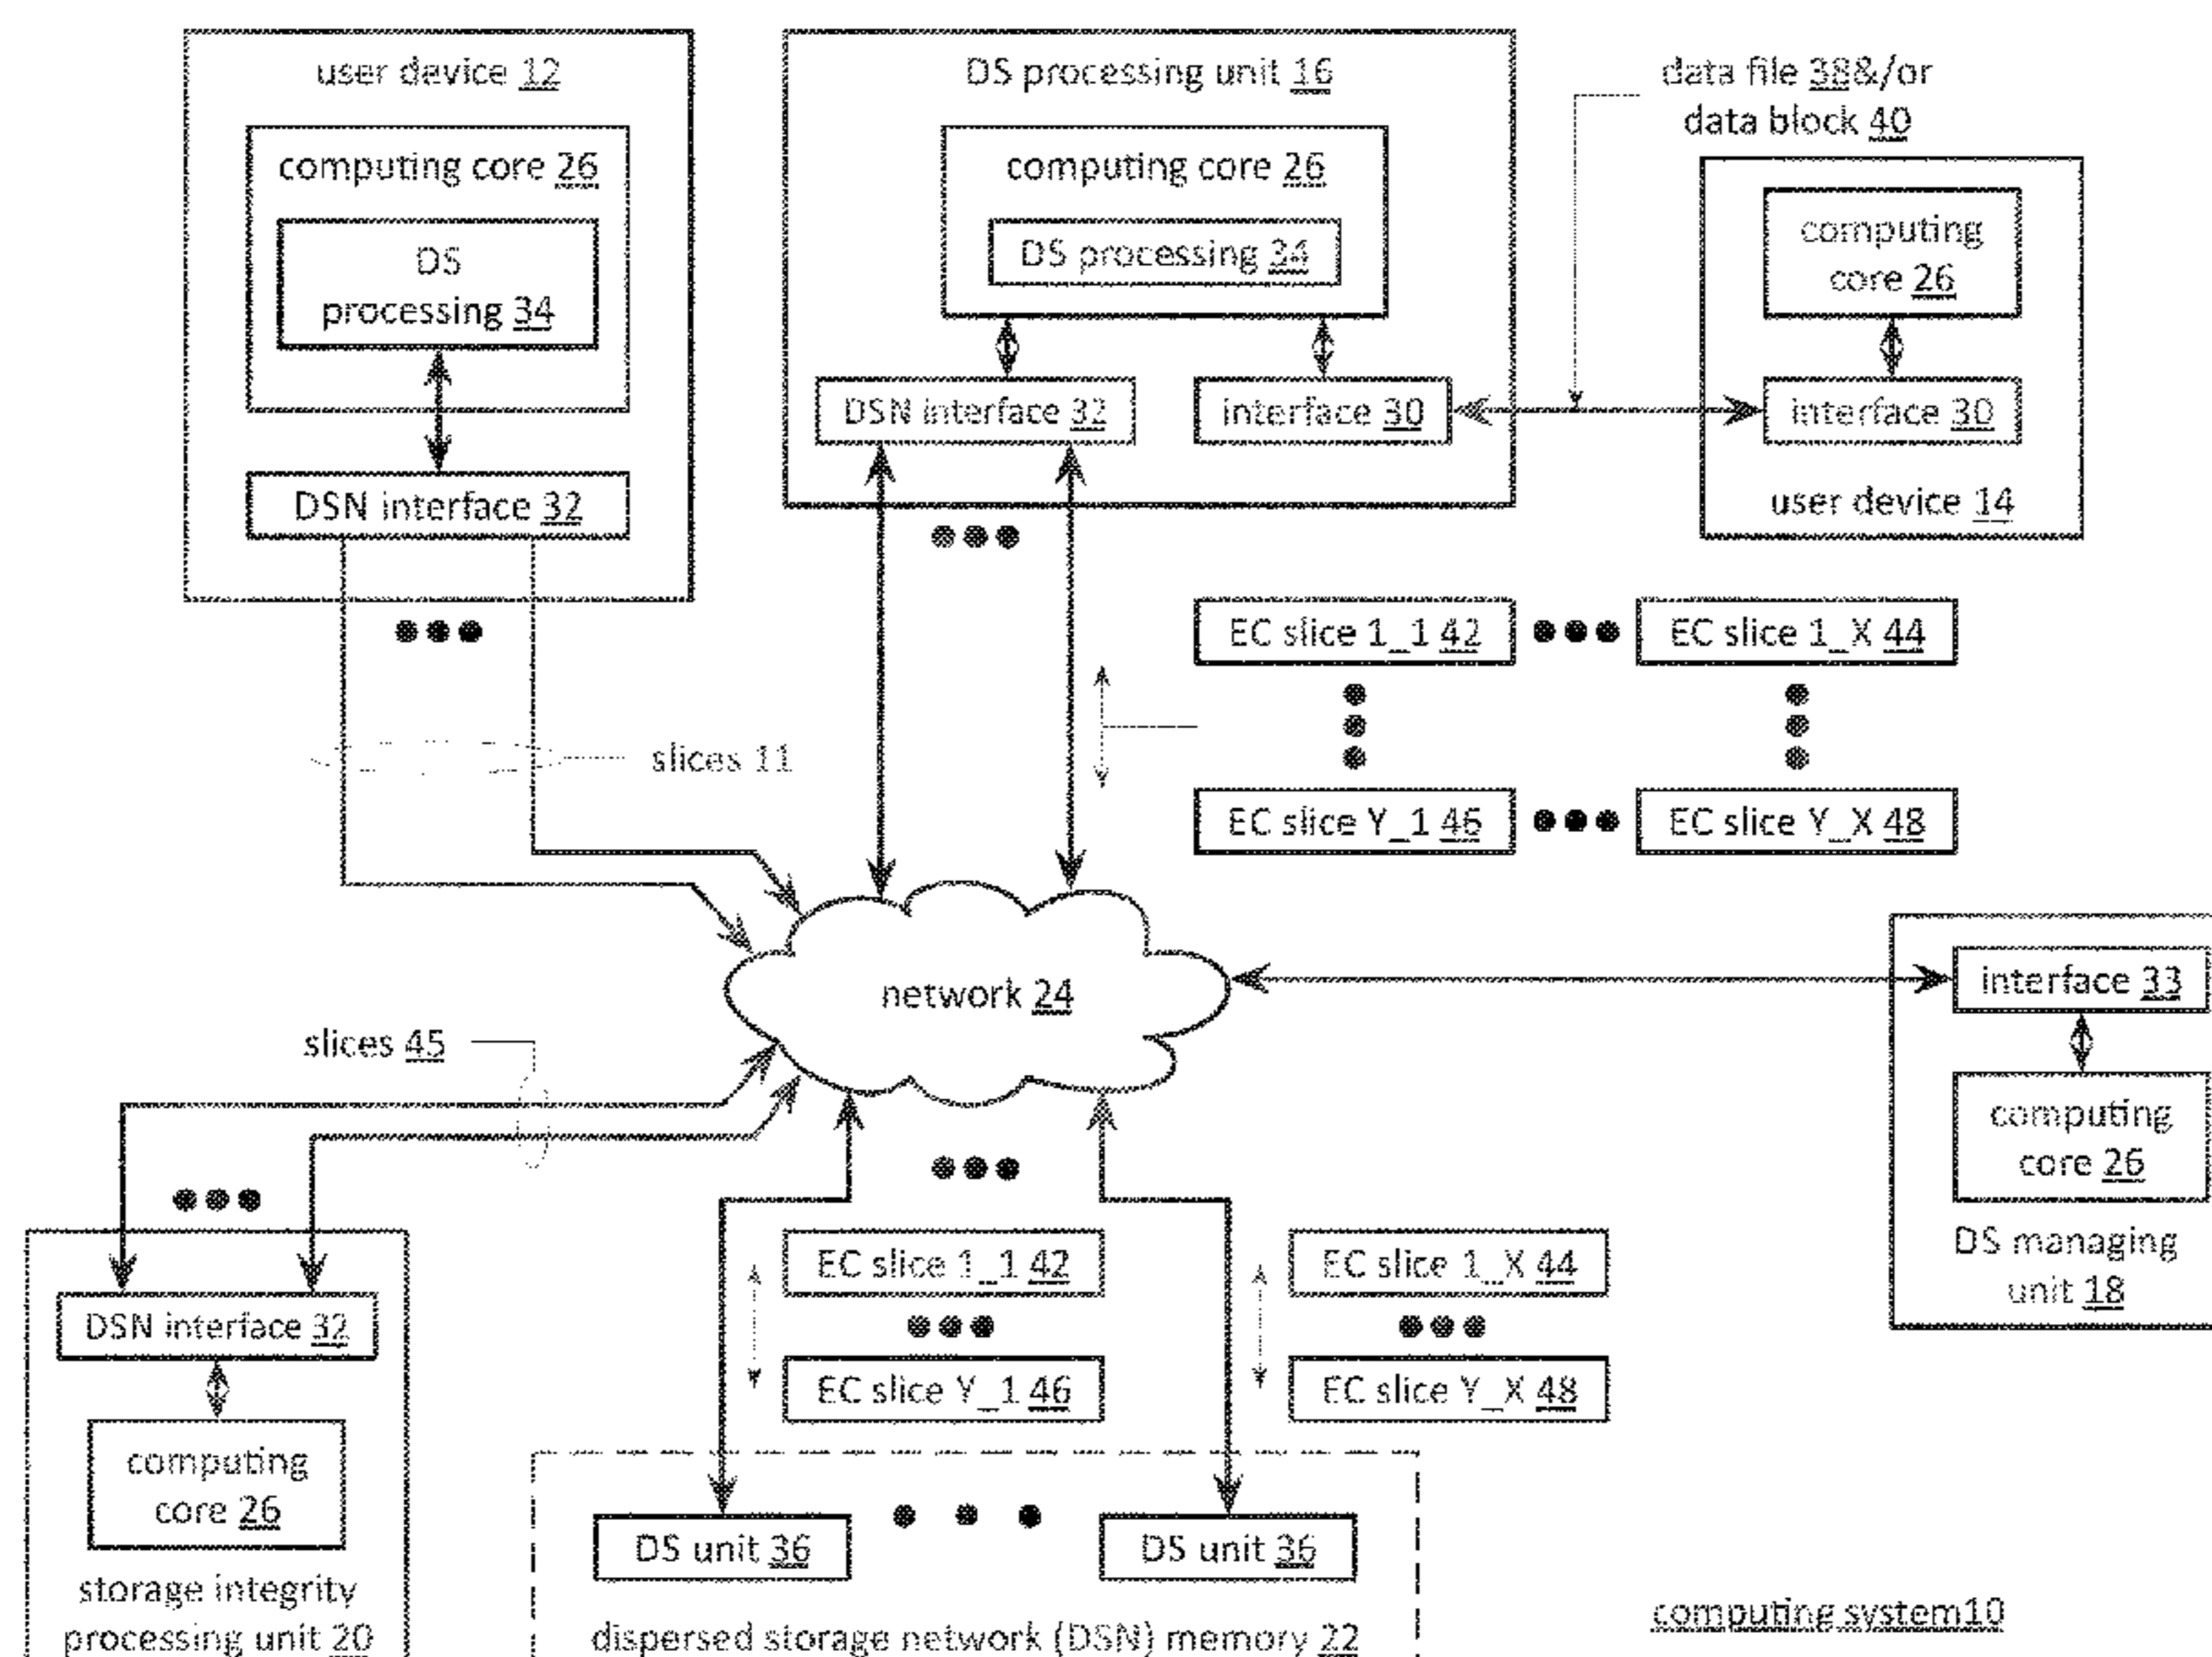 user device 12
computing core 26
DS
processing 34
DSN interface 32
slices 11
DS processing unit 16
computing core 26
DS processing 34
DSN interface 32
interface 30
data file 38&/or
data block 40
computing
core 26
interface 30
user device 14
EC slice 1_1 42
EC slice 1_X 44
EC slice Y_1 46
EC slice Y_X 48
network 24
interface 33
computing
core 26
DS managing
unit 18
slices 45
DSN interface 32
computing
core 26
storage integrity
processing unit 20
EC slice 1_1 42
EC slice 1_X 44
EC slice Y_1 46
EC slice Y_X 48
DS unit 36
DS unit 36
dispersed storage network (DSN) memory 22
computing system10